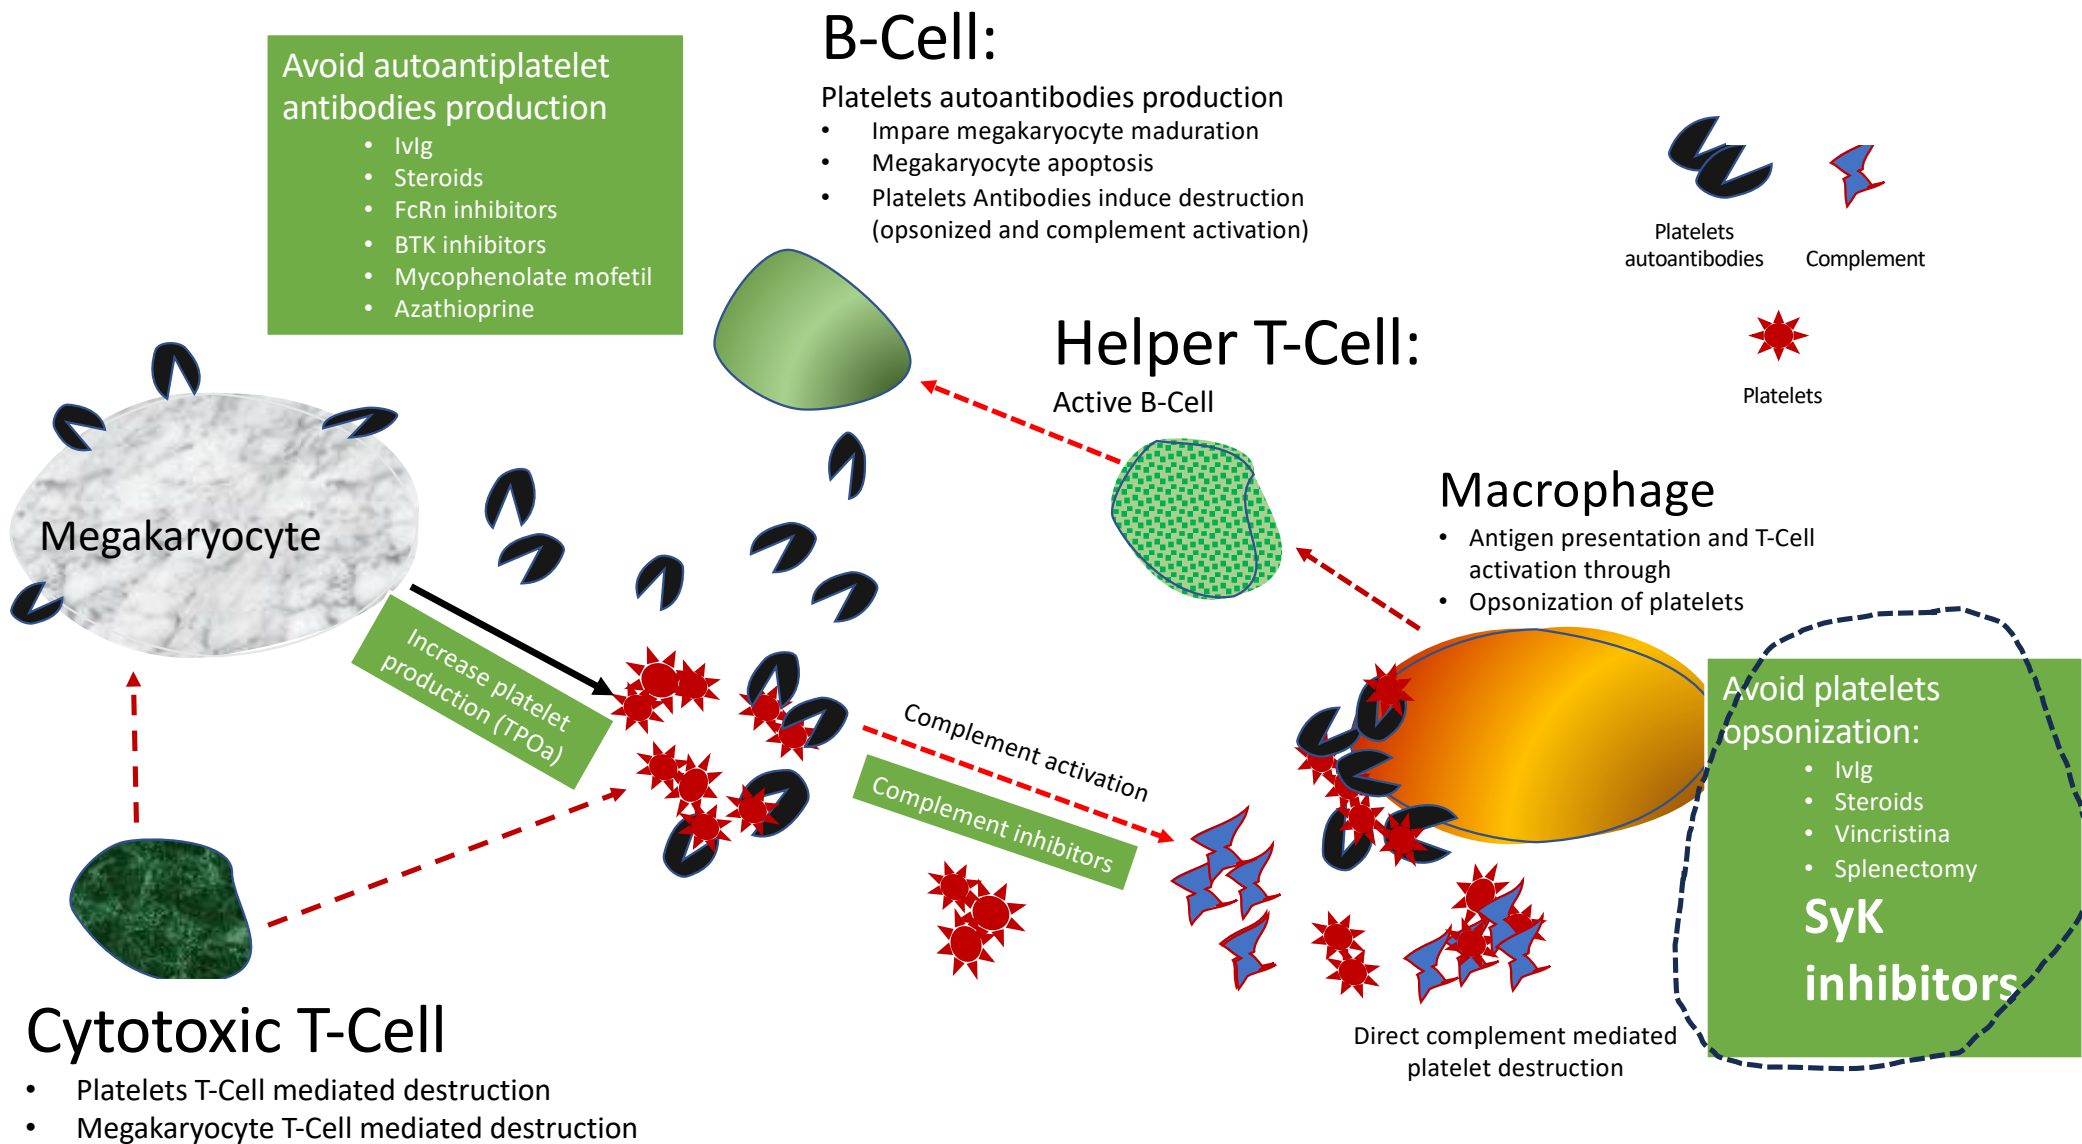 Avoid autoantiplatelet
antibodies production
• IvIg
• Steroids
• FcRn inhibitors
• BTK inhibitors
• Mycophenolate mofetil
• Azathioprine
B-Cell:
Platelets autoantibodies production
• Impare megakaryocyte maduration
• Megakaryocyte apoptosis
• Platelets Antibodies induce destruction
(opsonized and complement activation)
Platelets
autoantibodies
Complement
Platelets
Helper T-Cell:
Active B-Cell
Macrophage
• Antigen presentation and T-Cell
activation through
• Opsonization of platelets
Megakaryocyte
Increase platelet
production (TPOa)
Complement activation
Complement inhibitors
Avoid platelets
opsonization:
• IvIg
• Steroids
• Vincristina
• Splenectomy
SyK
inhibitors
Direct complement mediated
platelet destruction
Cytotoxic T-Cell
• Platelets T-Cell mediated destruction
• Megakaryocyte T-Cell mediated destruction